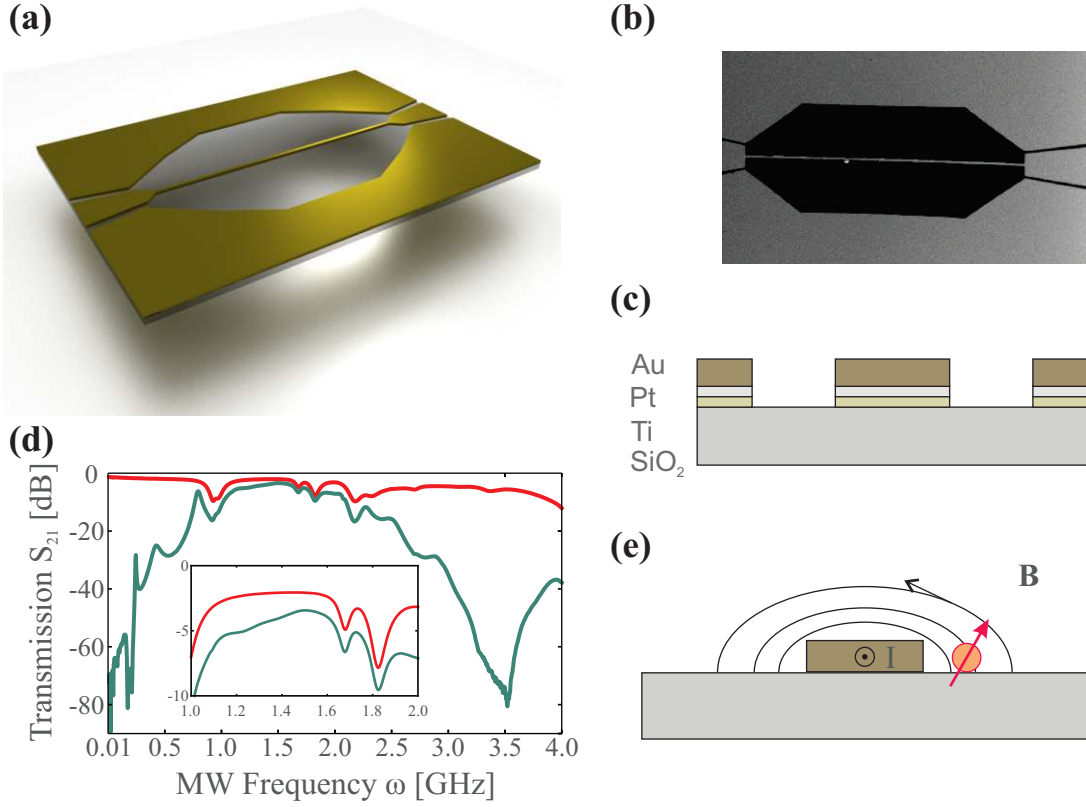 (a)
(b)
(c)
Au
Pt
Ti
SiO2
(d)
Transmission S21 [dB]
0
-20
-40
-60
-80
0
-5
-10
1.0 1.2 1.4 1.6 1.8 2.0
0.01 0.5 1.0 1.5 2.0 2.5 3.0 3.5 4.0
MW Frequency ω [GHz]
(e)
B
I